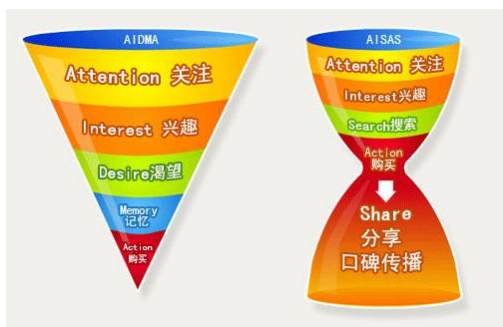 AIDMA
Attention 关注
Interest 兴趣
Desire渴望
Memory
记忆
Action
购买
AISAS
Attention 关注
Interest兴趣
Search搜索
Action
购买
Share
分享
口碑传播